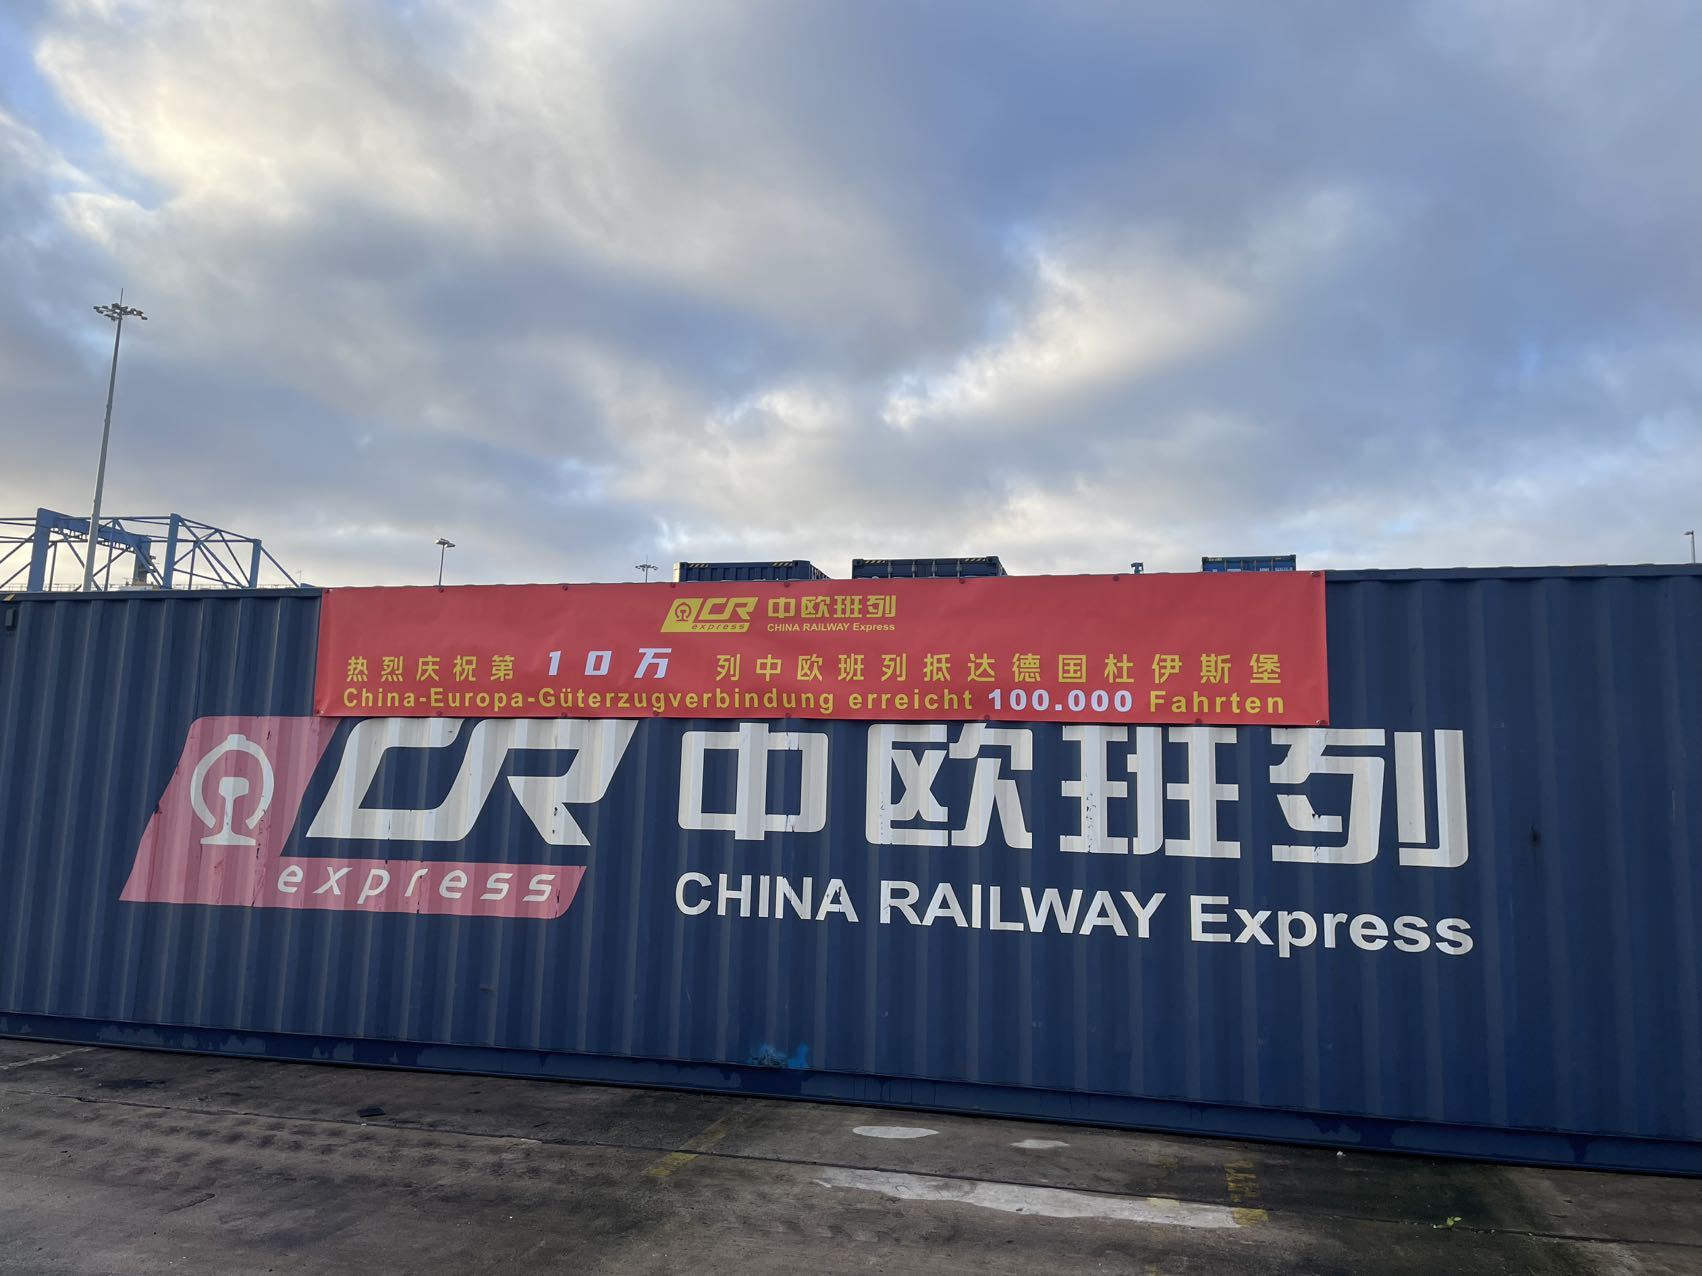 CR express 中欧班列
CHINA RAILWAY Express
热烈庆祝第 10万 列中欧班列抵达德国杜伊斯堡
China-Europa-Güterzugverbindung erreicht 100.000 Fahrten
CR 中欧班列
express CHINA RAILWAY Express